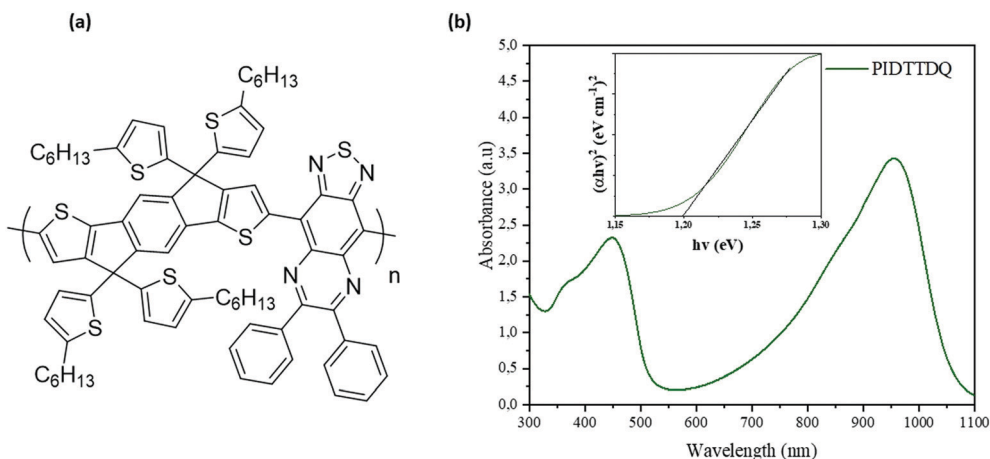 (a)
C6H13
S
C6H13
S
N
S
N
S
S
n
N
N
S
S
C6H13
C6H13
(b)
5,0
4,5
4,0
3,5
3,0
2,5
2,0
1,5
1,0
0,5
0,0
Absorbance (a.u)
300 400 500 600 700 800 900 1000 1100
Wavelength (nm)
PIDTTDQ
(αhν)2 (eV cm-1)2
1,15 1,20 1,25 1,30
hν (eV)